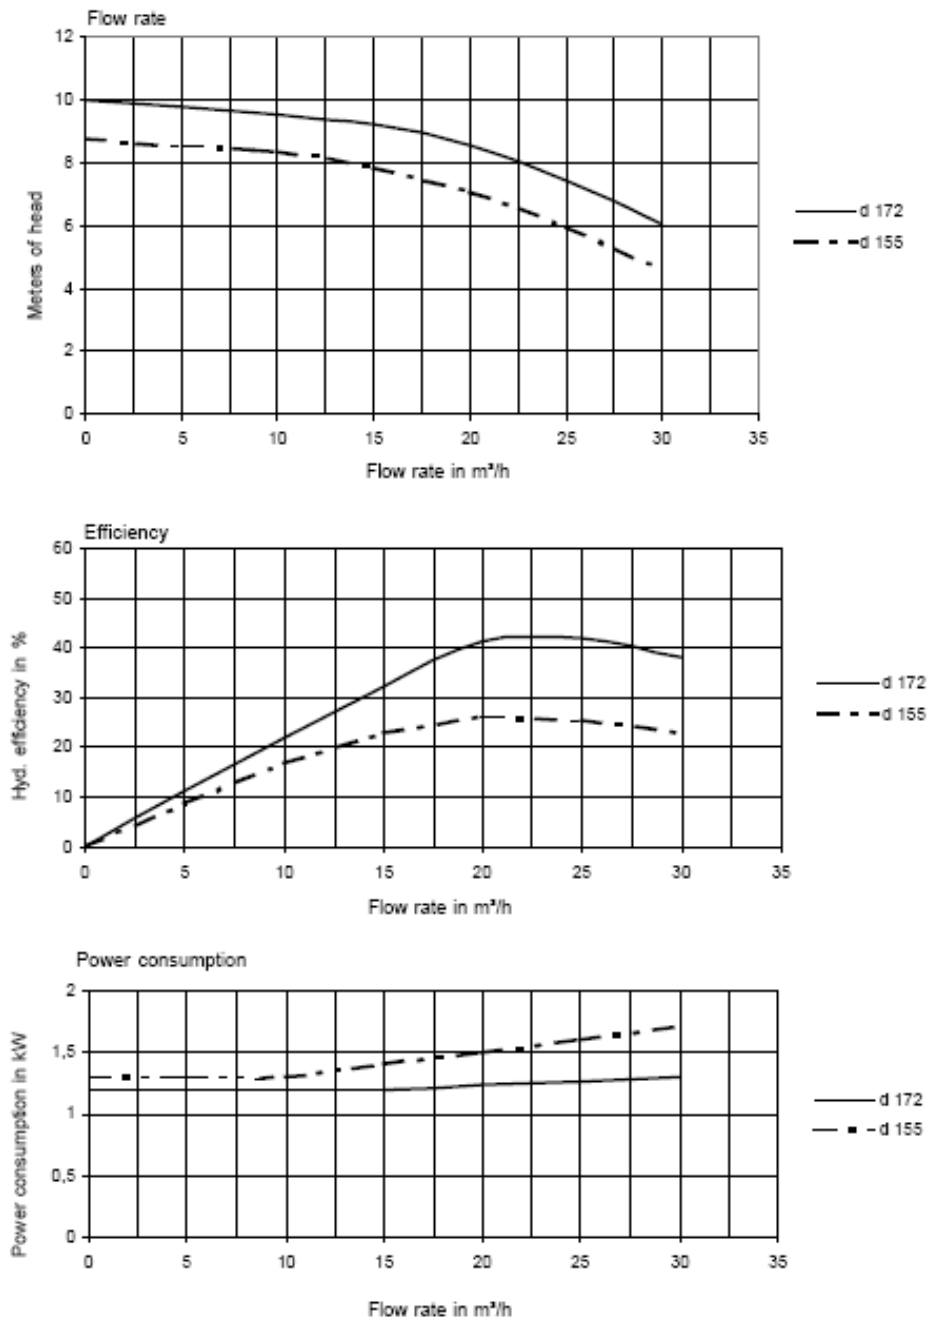 Flow rate
12
10
8
6
4
2
0
Meters of head
0 5 10 15 20 25 30 35
Flow rate in m³/h
d 172
d 155
Efficiency
60
50
40
30
20
10
0
Hyd. efficiency in %
0 5 10 15 20 25 30 35
Flow rate in m³/h
d 172
d 155
Power consumption
2
1,5
1
0,5
0
Power consumption in kW
0 5 10 15 20 25 30 35
Flow rate in m³/h
d 172
d 155